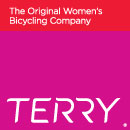 The Original Women's
Bicycling Company
TERRY